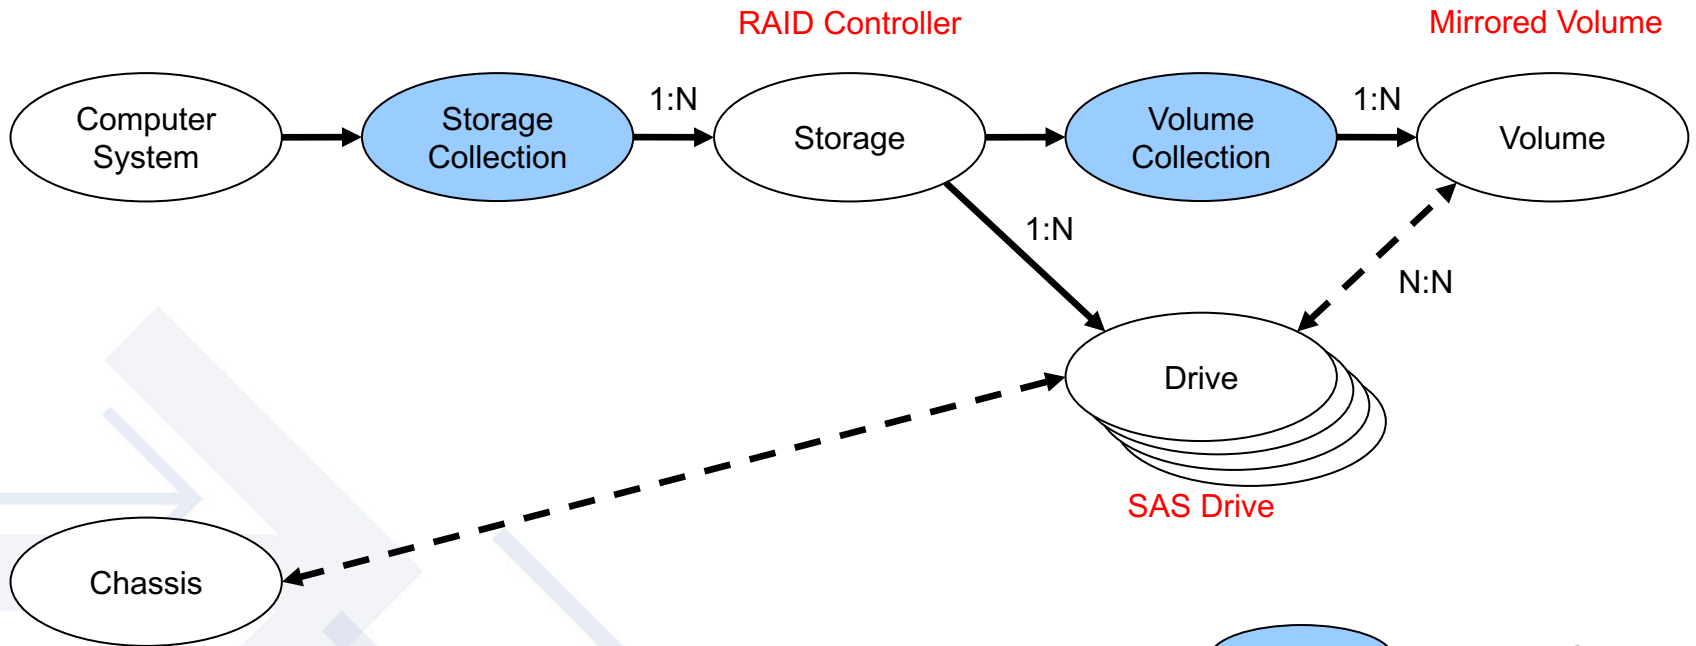 RAID Controller
Mirrored Volume
Computer
System
Storage
Collection
1:N
Storage
Volume
Collection
1:N
Volume
1:N
N:N
Drive
SAS Drive
Chassis